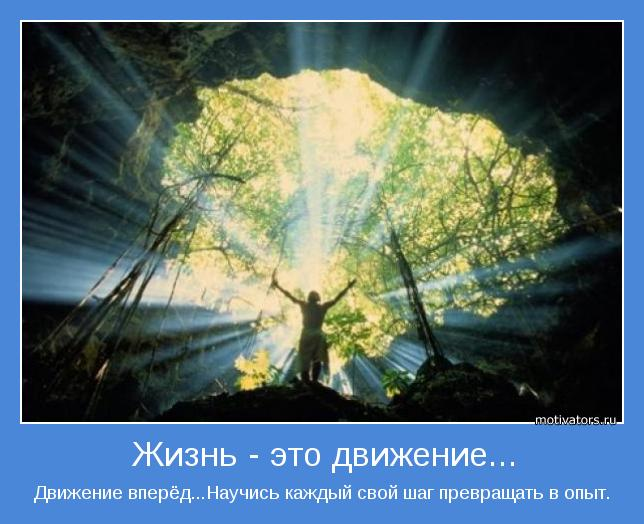 motivators.ru
Жизнь - это движение...
Движение вперёд...Научись каждый свой шаг превращать в опыт.